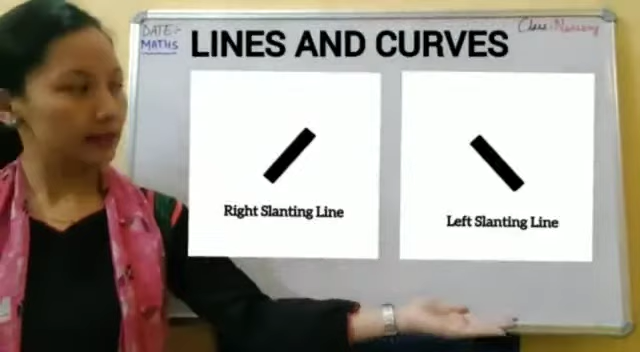 DATE:-
MATHS
LINES AND CURVES
Class:-Nursery
Right Slanting Line
Left Slanting Line